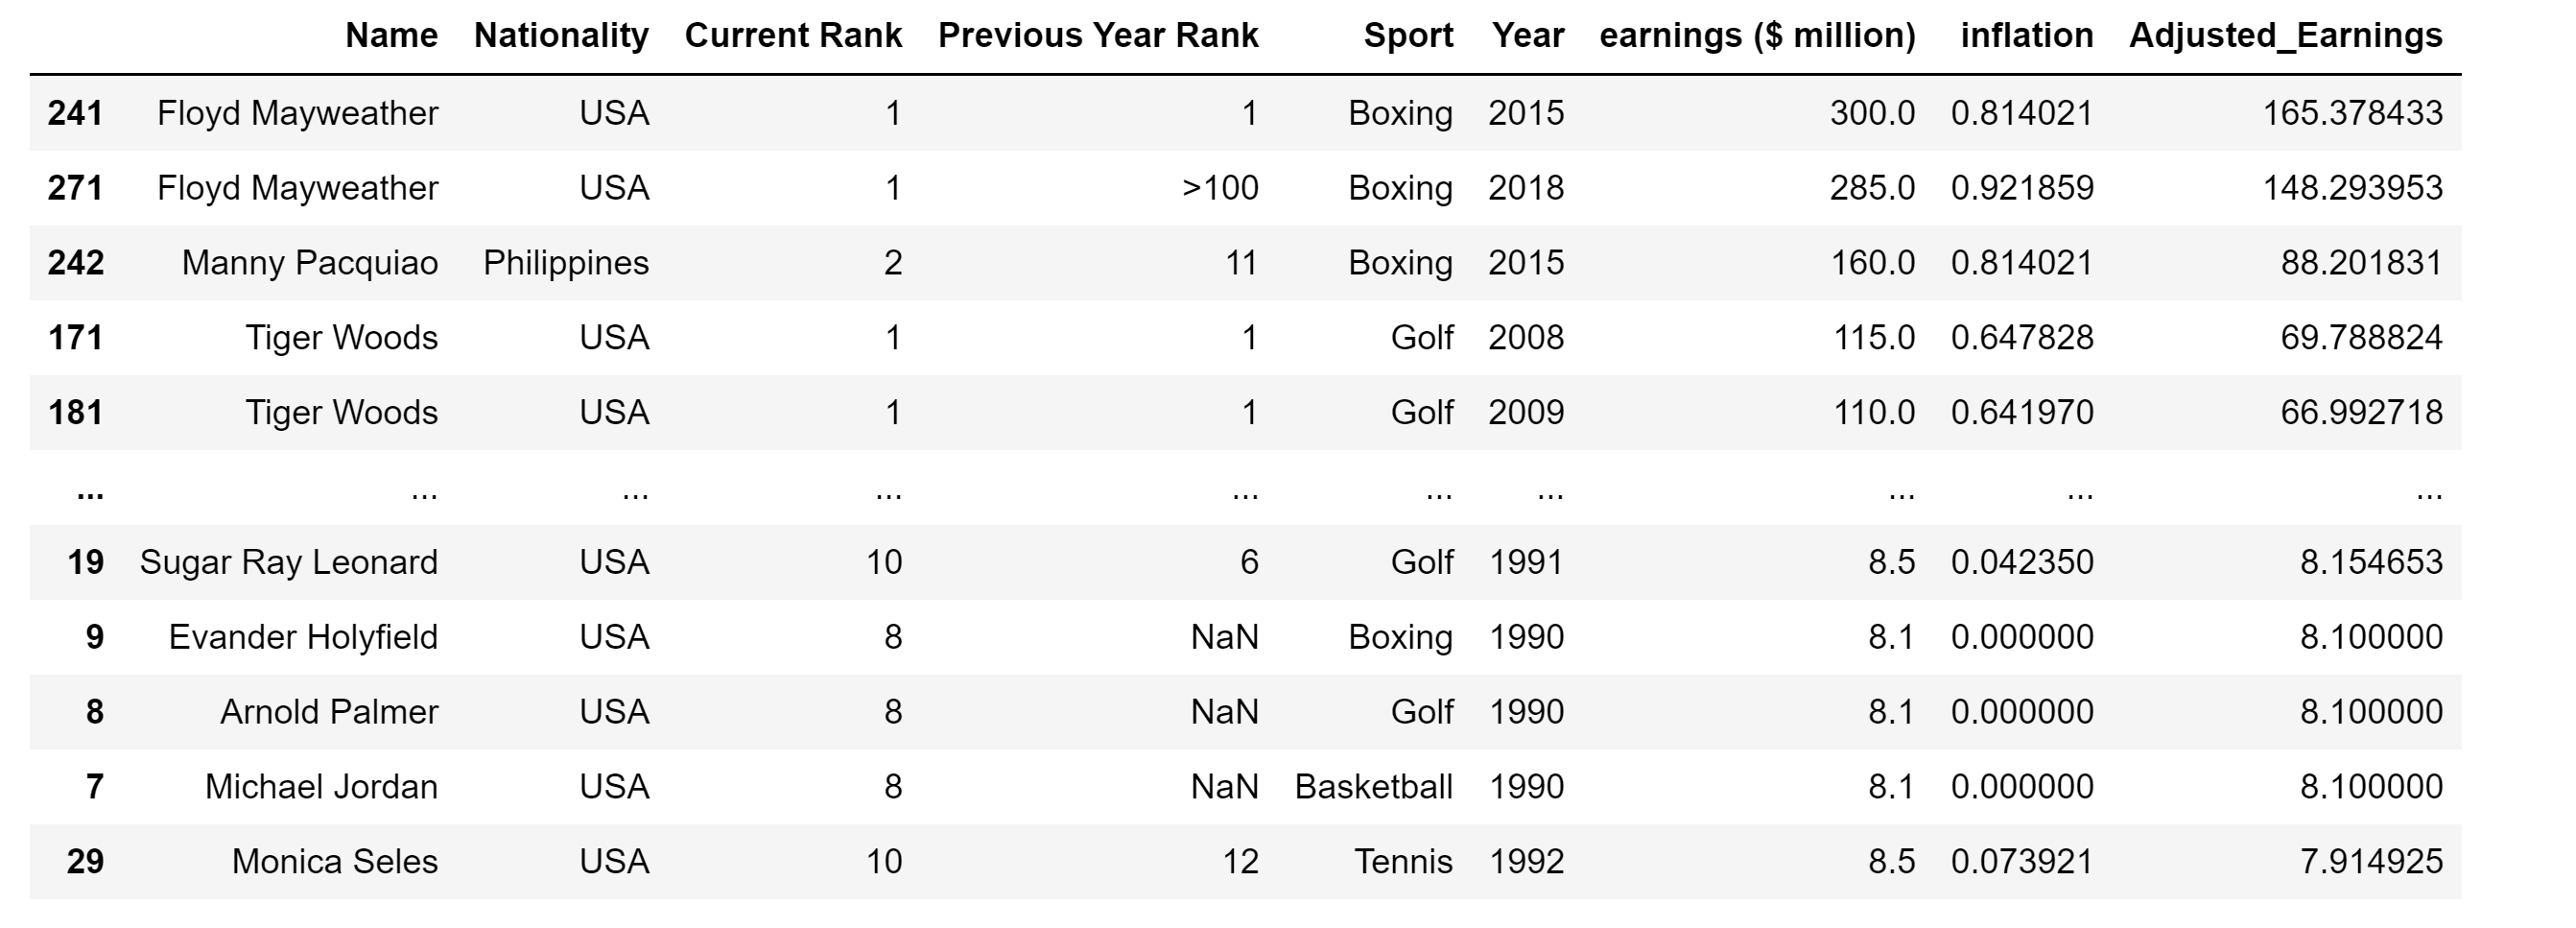 Name Nationality Current Rank Previous Year Rank Sport Year earnings ($ million) inflation Adjusted_Earnings
241 Floyd Mayweather USA 1 1 Boxing 2015 300.0 0.814021 165.378433
271 Floyd Mayweather USA 1 >100 Boxing 2018 285.0 0.921859 148.293953
242 Manny Pacquiao Philippines 2 11 Boxing 2015 160.0 0.814021 88.201831
171 Tiger Woods USA 1 1 Golf 2008 115.0 0.647828 69.788824
181 Tiger Woods USA 1 1 Golf 2009 110.0 0.641970 66.992718
... ... ... ... ... ... ... ... ... ...
19 Sugar Ray Leonard USA 10 6 Golf 1991 8.5 0.042350 8.154653
9 Evander Holyfield USA 8 NaN Boxing 1990 8.1 0.000000 8.100000
8 Arnold Palmer USA 8 NaN Golf 1990 8.1 0.000000 8.100000
7 Michael Jordan USA 8 NaN Basketball 1990 8.1 0.000000 8.100000
29 Monica Seles USA 10 12 Tennis 1992 8.5 0.073921 7.914925